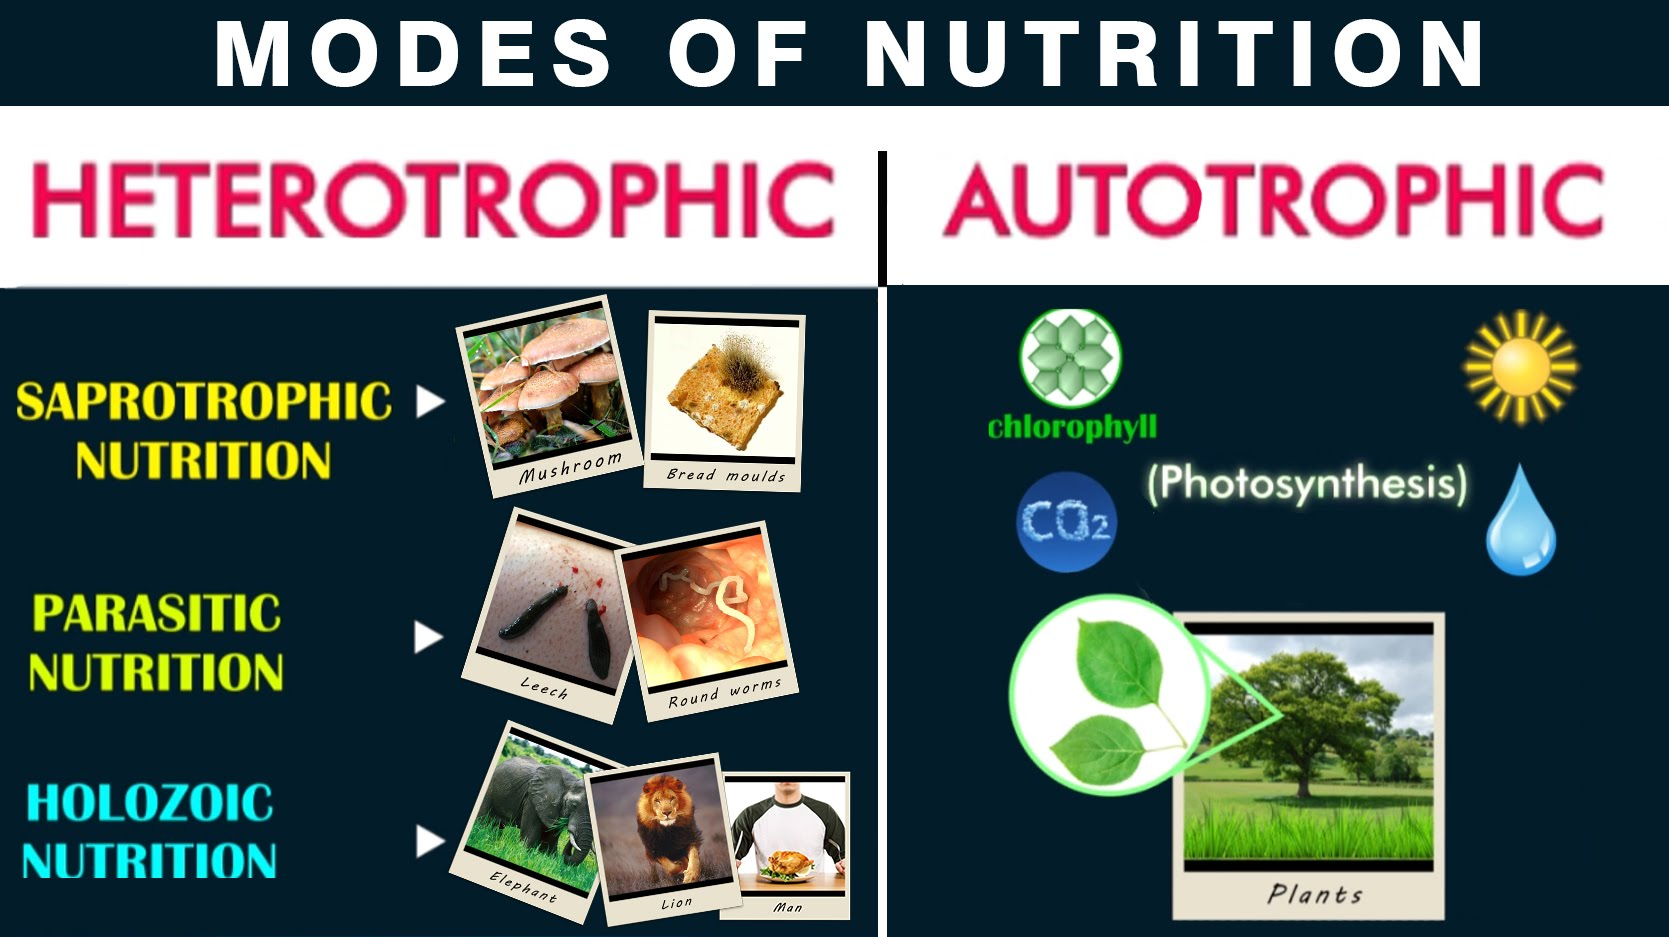 MODES OF NUTRITION
HETEROTROPHIC
AUTOTROPHIC
SAPROTROPHIC
NUTRITION
Mushroom
Bread moulds
PARASITIC
NUTRITION
Leech
Round worms
HOLOZOIC
NUTRITION
Elephant
Lion
Man
chlorophyll
(Photosynthesis)
CO2
Plants